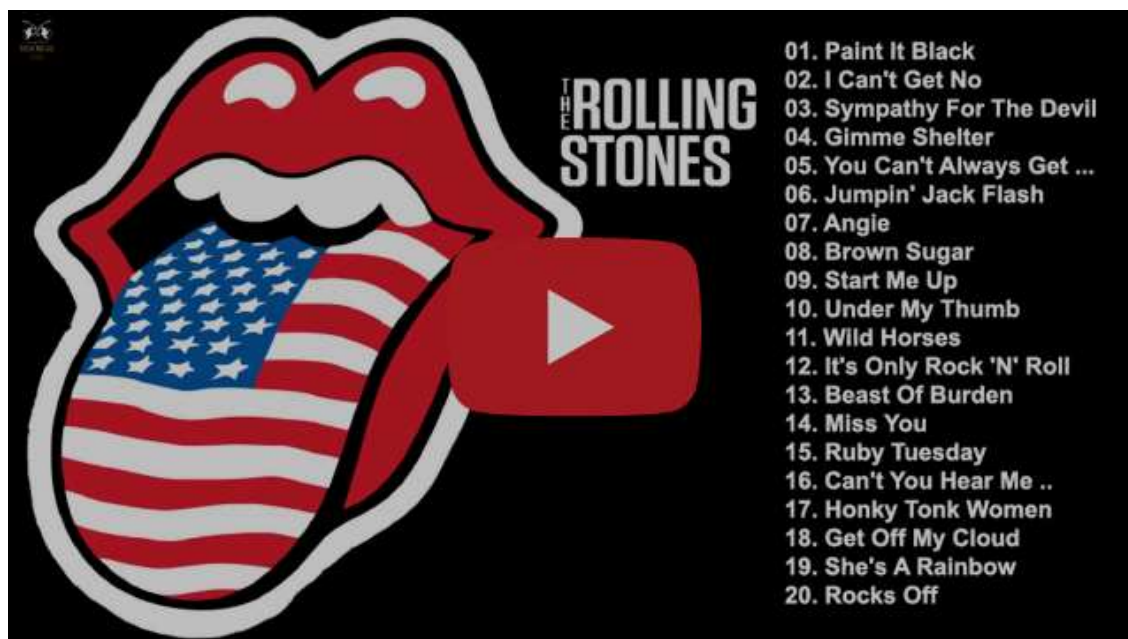 THE ROLLING
STONES
01. Paint It Black
02. I Can't Get No
03. Sympathy For The Devil
04. Gimme Shelter
05. You Can't Always Get ...
06. Jumpin' Jack Flash
07. Angie
08. Brown Sugar
09. Start Me Up
10. Under My Thumb
11. Wild Horses
12. It's Only Rock 'N' Roll
13. Beast Of Burden
14. Miss You
15. Ruby Tuesday
16. Can't You Hear Me ..
17. Honky Tonk Women
18. Get Off My Cloud
19. She's A Rainbow
20. Rocks Off